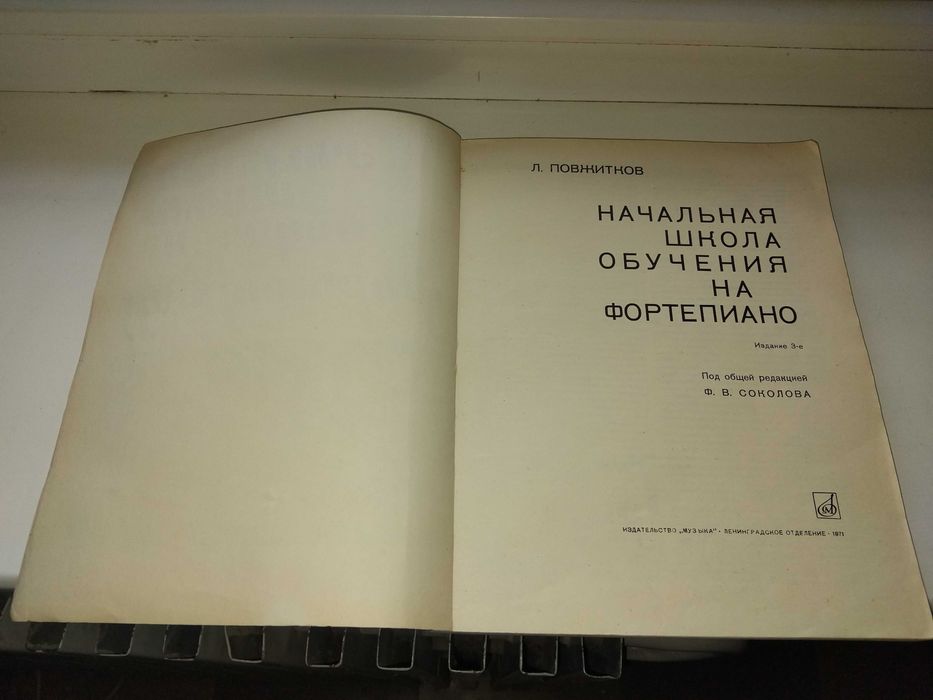 Л. ПОВЖИТКОВ
НАЧАЛЬНАЯ
ШКОЛА
ОБУЧЕНИЯ
НА
ФОРТЕПИАНО
Издание 3-е
Под общей редакцией
Ф. В. СОКОЛОВА
ИЗДАТЕЛЬСТВО „МУЗЫКА" · ЛЕНИНГРАДСКОЕ ОТДЕЛЕНИЕ · 1971